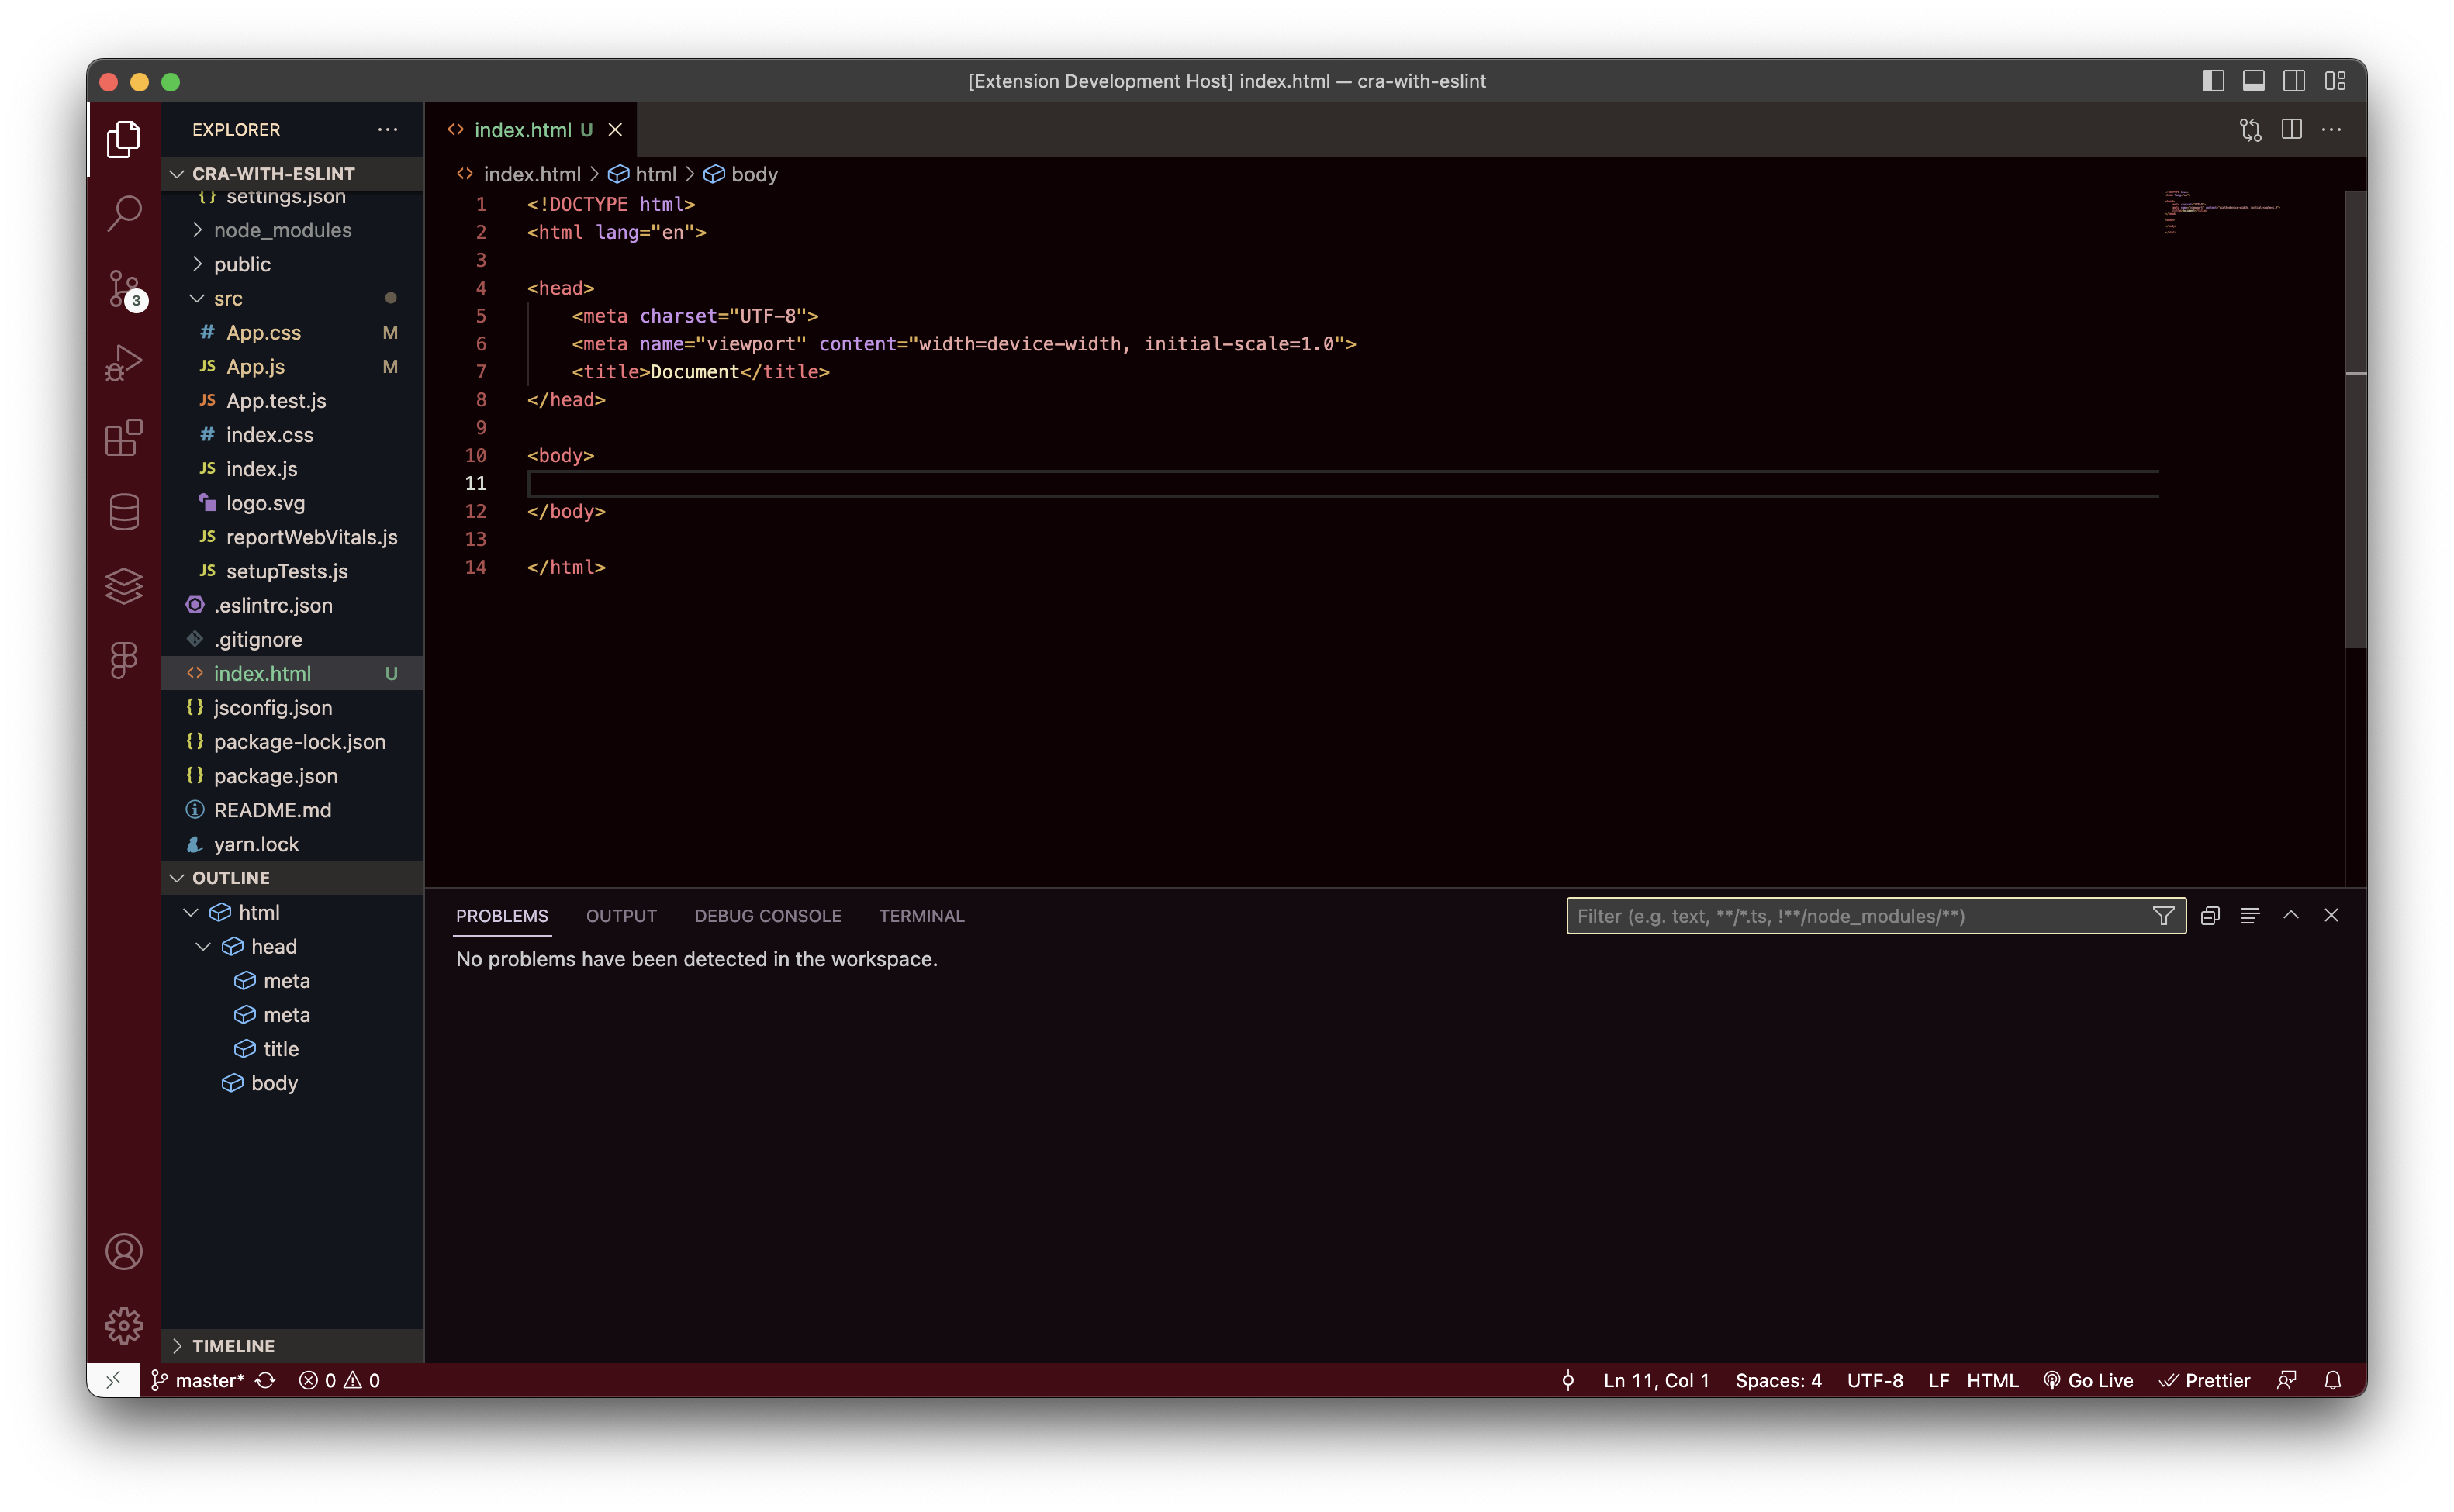 [Extension Development Host] index.html — cra-with-eslint
EXPLORER
CRA-WITH-ESLINT
{} settings.json
node_modules
public
src
# App.css M
JS App.js M
JS App.test.js
# index.css
JS index.js
logo.svg
JS reportWebVitals.js
JS setupTests.js
.eslintrc.json
.gitignore
<> index.html U
{} jsconfig.json
{} package-lock.json
{} package.json
README.md
yarn.lock
OUTLINE
html
head
meta
meta
title
body
TIMELINE
3
<> index.html U
<> index.html > html > body
1 <!DOCTYPE html>
2 <html lang="en">
3
4 <head>
5 <meta charset="UTF-8">
6 <meta name="viewport" content="width=device-width, initial-scale=1.0">
7 <title>Document</title>
8 </head>
9
10 <body>
11
12 </body>
13
14 </html>
PROBLEMS OUTPUT DEBUG CONSOLE TERMINAL Filter (e.g. text, **/*.ts, !**/node_modules/**)
No problems have been detected in the workspace.
master* 0 0 Ln 11, Col 1 Spaces: 4 UTF-8 LF HTML Go Live Prettier